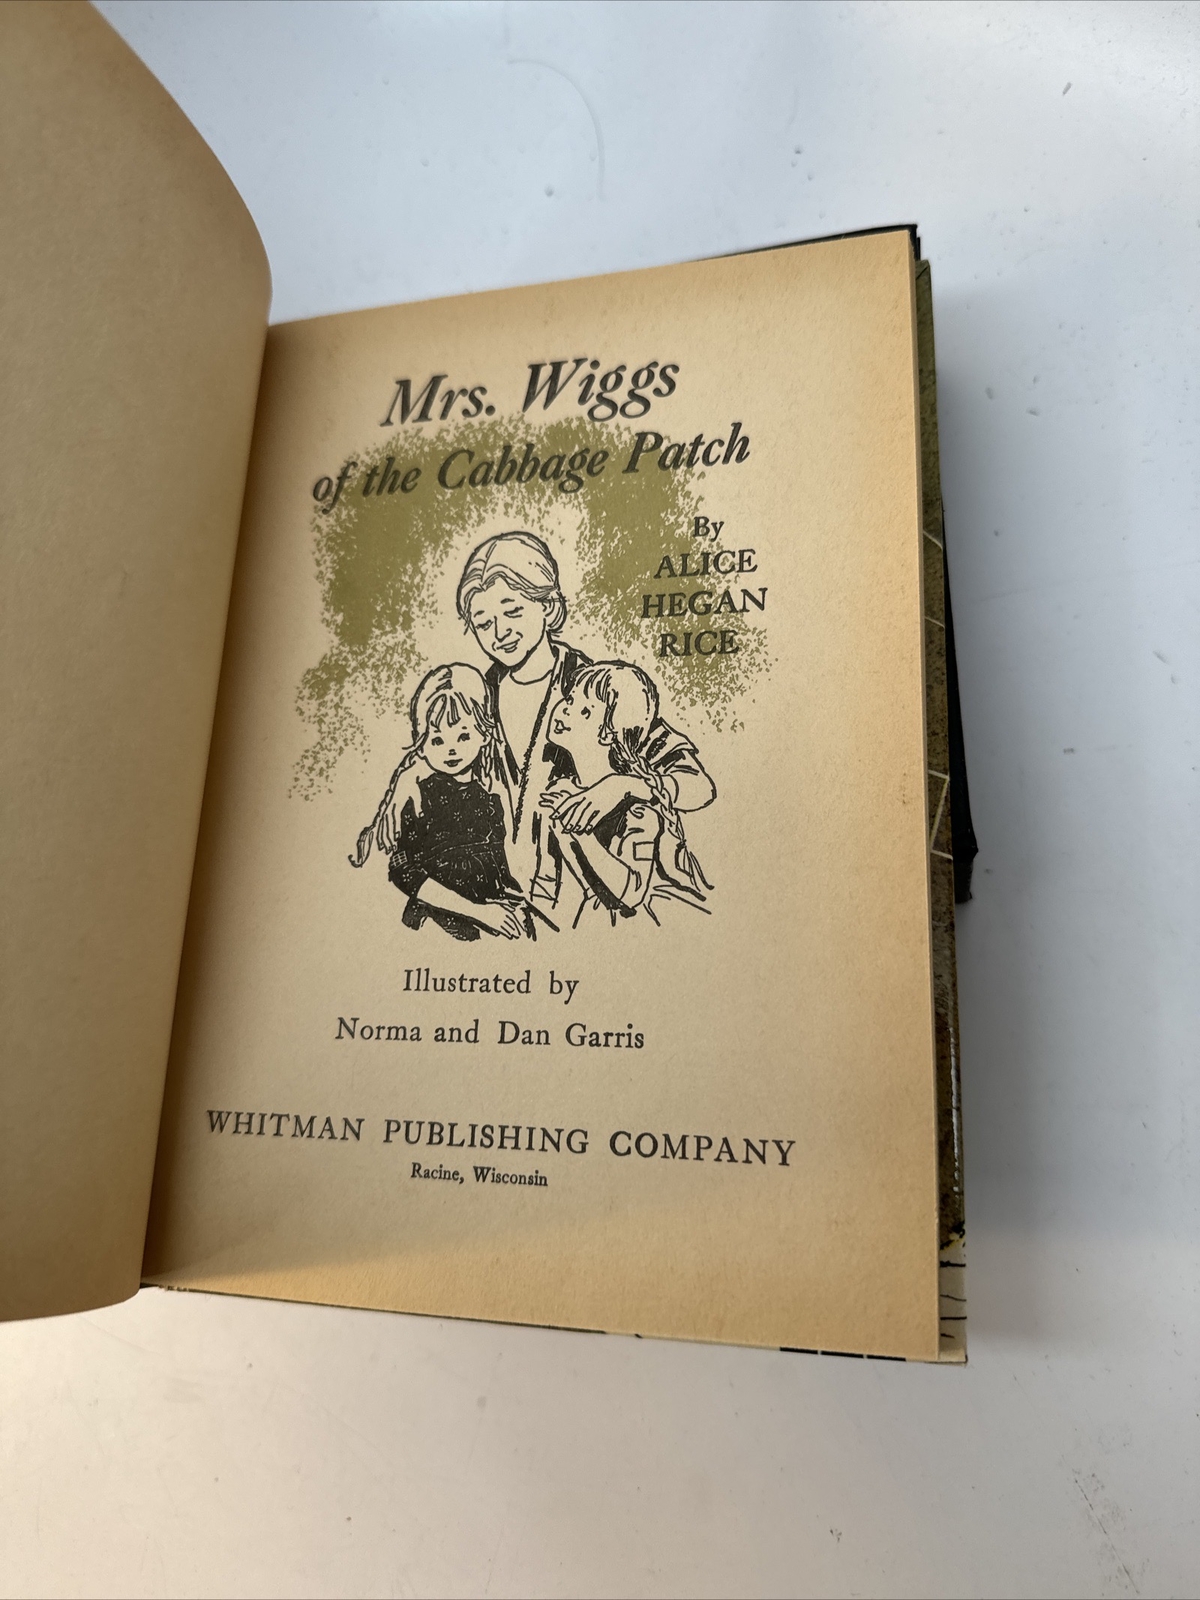 Mrs. Wiggs
of the Cabbage Patch
By
ALICE
HEGAN
RICE
Illustrated by
Norma and Dan Garris
WHITMAN PUBLISHING COMPANY
Racine, Wisconsin